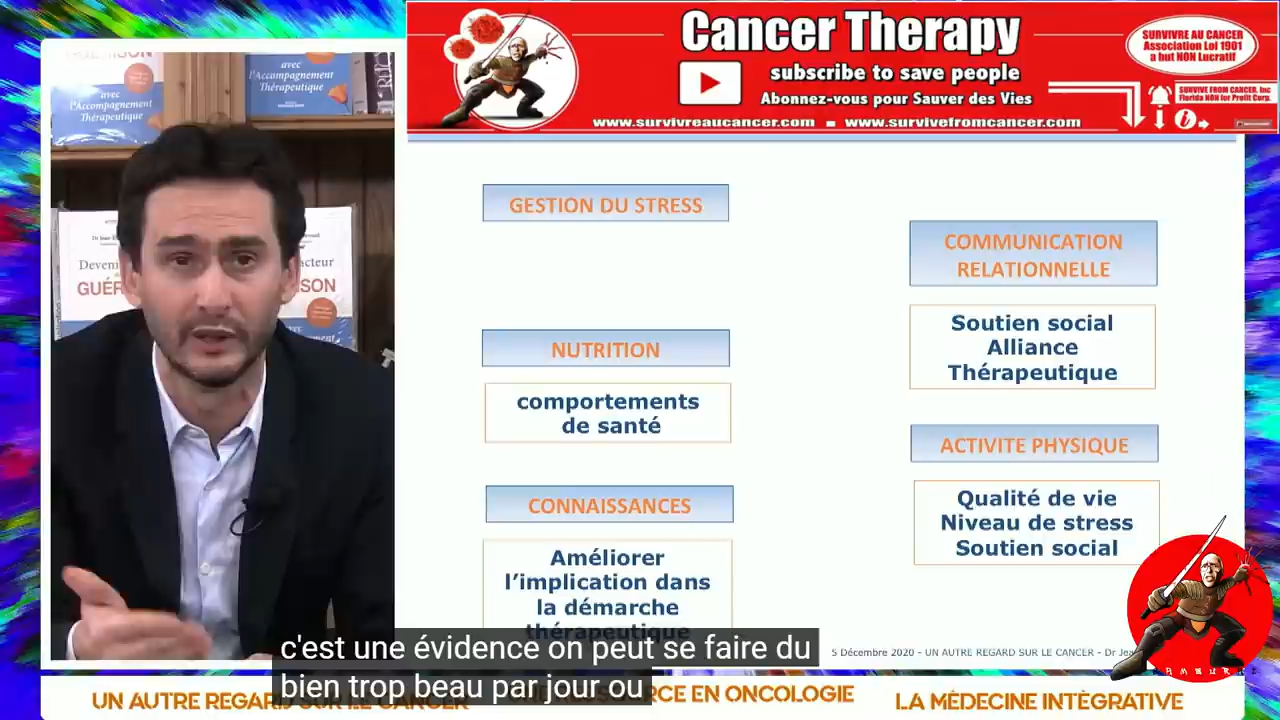 Cancer Therapy
subscribe to save people
Abonnez-vous pour Sauver des Vies
www.survivreaucancer.com - www.survivefromcancer.com
SURVIVRE AU CANCER
Association Loi 1901
a but NON Lucratif
SURVIVE FROM CANCER, Inc
Florida NON for Profit Corp.
avec
l'Accompagnement
Thérapeutique
avec
l'Accompagnement
Thérapeutique
GESTION DU STRESS
COMMUNICATION
RELATIONNELLE
Soutien social
Alliance
Thérapeutique
NUTRITION
comportements
de santé
ACTIVITE PHYSIQUE
Qualité de vie
Niveau de stress
Soutien social
CONNAISSANCES
Améliorer
l’implication dans
la démarche
thérapeutique
c'est une évidence on peut se faire du
bien trop beau par jour ou
5 Décembre 2020 - UN AUTRE REGARD SUR LE CANCER - Dr
UN AUTRE REGARD SUR LE CANCER
EN ONCOLOGIE
LA MÉDECINE INTÉGRATIVE